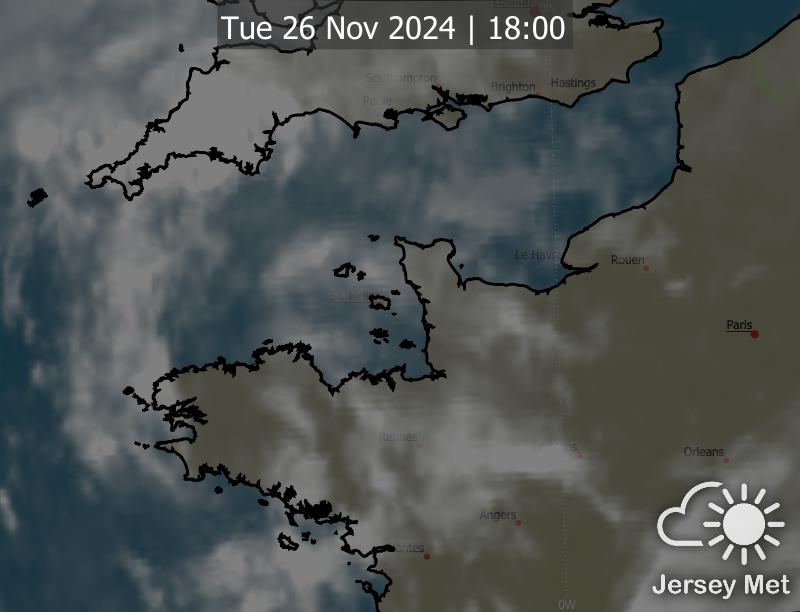 London
Tue 26 Nov 2024 | 18:00
Southampton
Brighton
Hastings
Poole
Le Havre
Rouen
Paris
Rennes
Orleans
Angers
Nantes
Jersey Met
0W